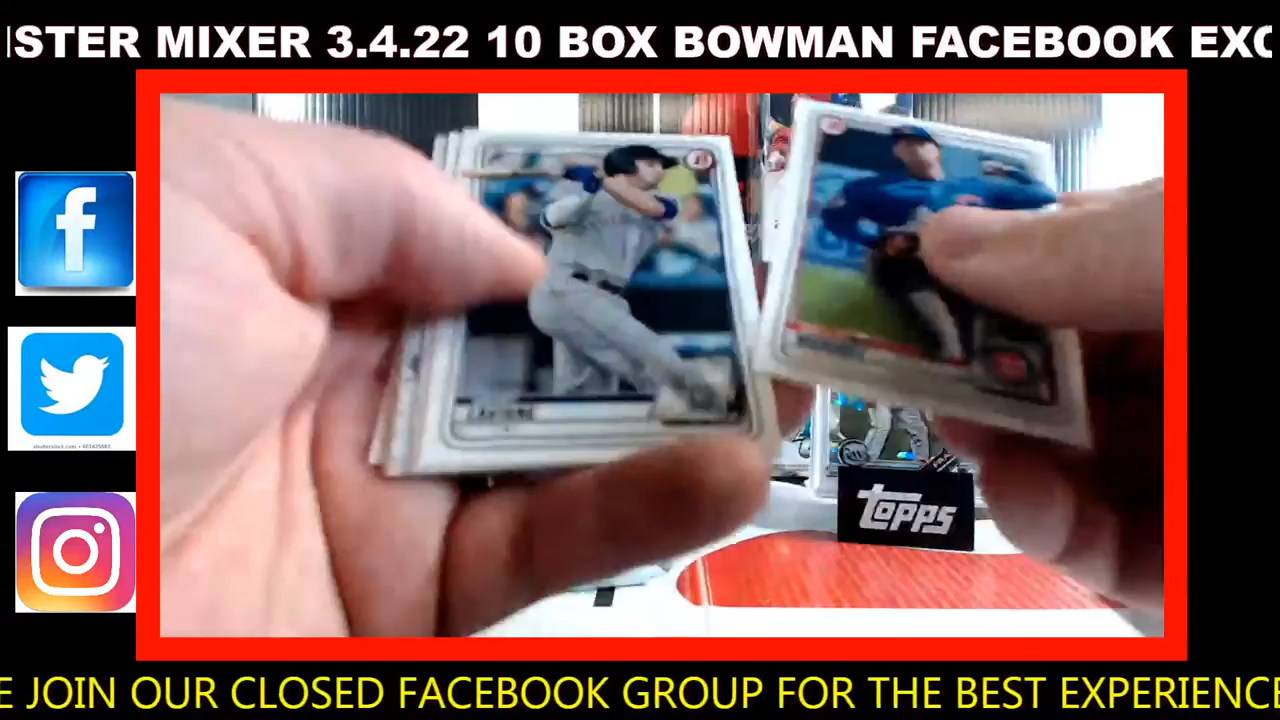 ISTER MIXER 3.4.22 10 BOX BOWMAN FACEBOOK EXC
topps
E JOIN OUR CLOSED FACEBOOK GROUP FOR THE BEST EXPERIENCE